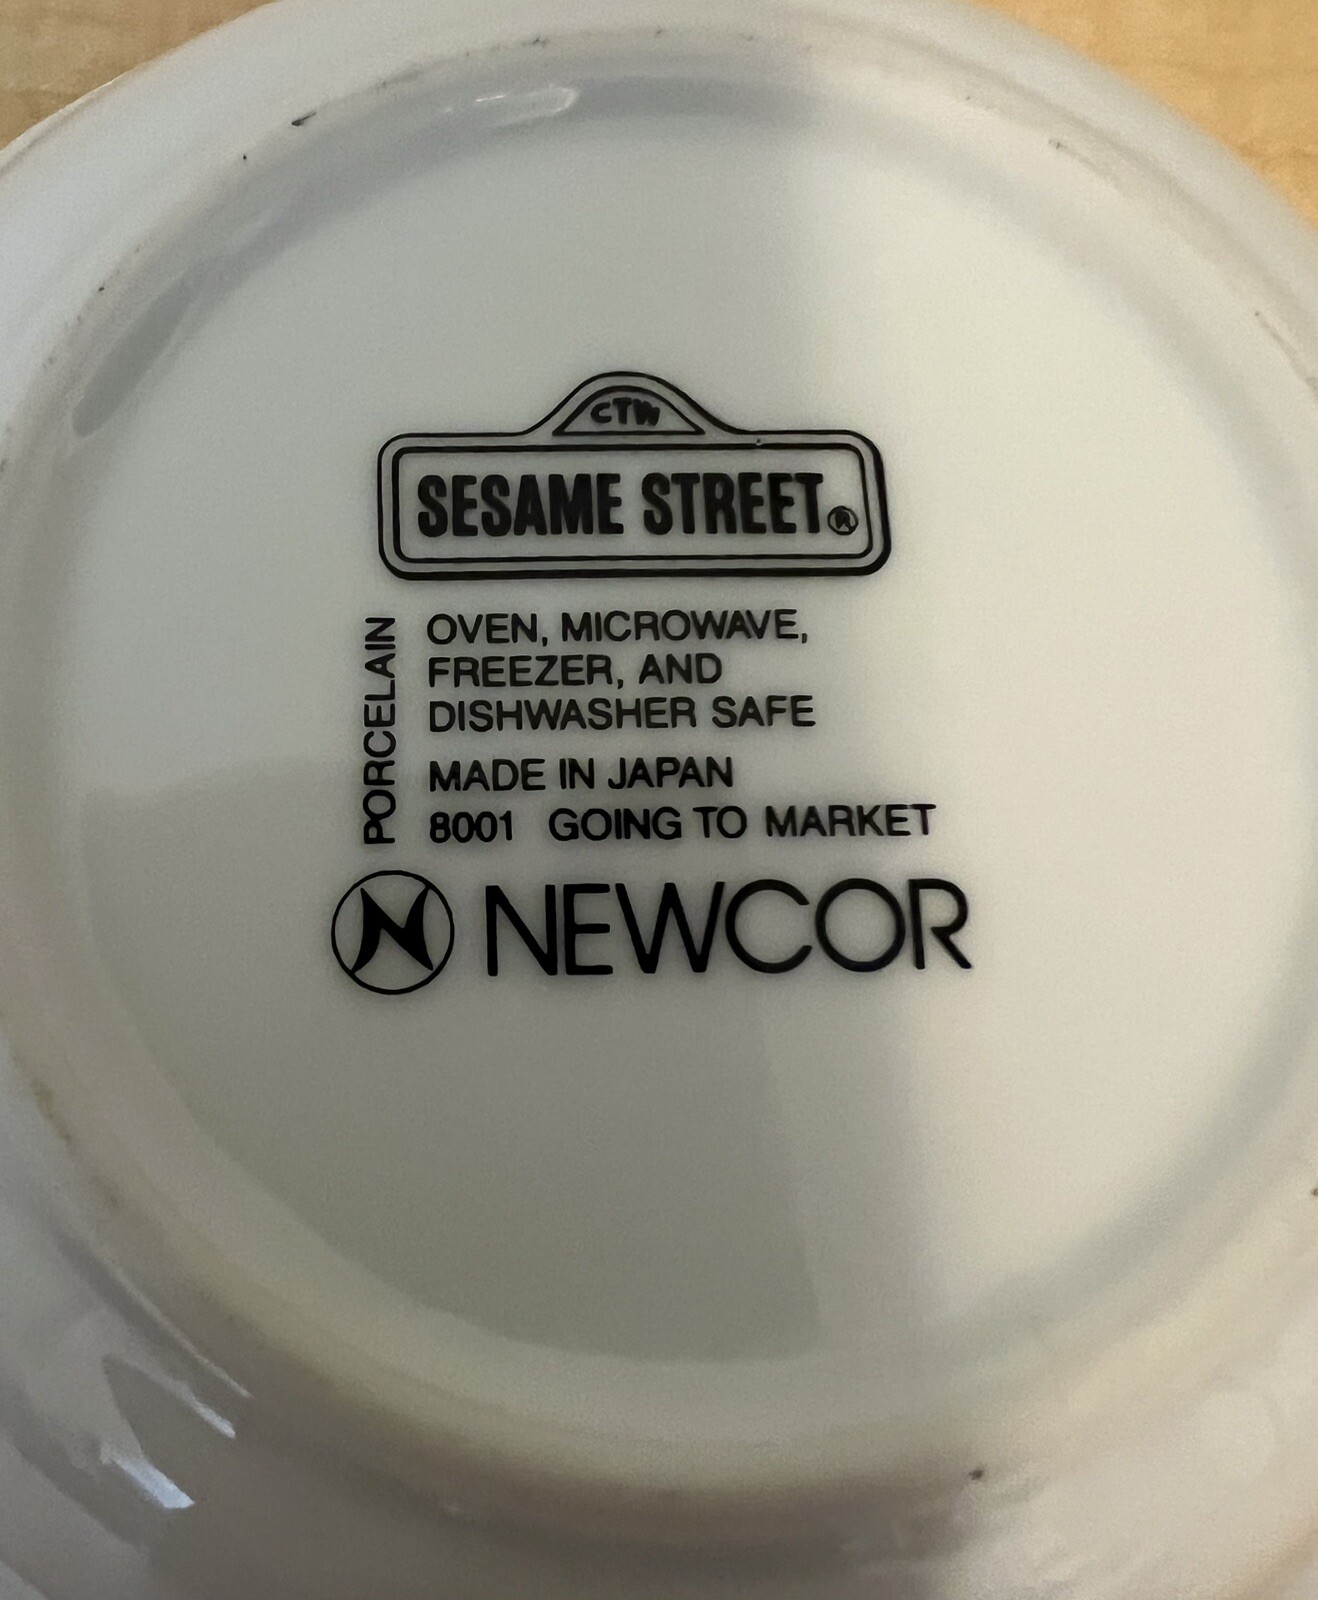 CTW
SESAME STREET®
PORCELAIN
OVEN, MICROWAVE,
FREEZER, AND
DISHWASHER SAFE
MADE IN JAPAN
8001 GOING TO MARKET
N NEWCOR